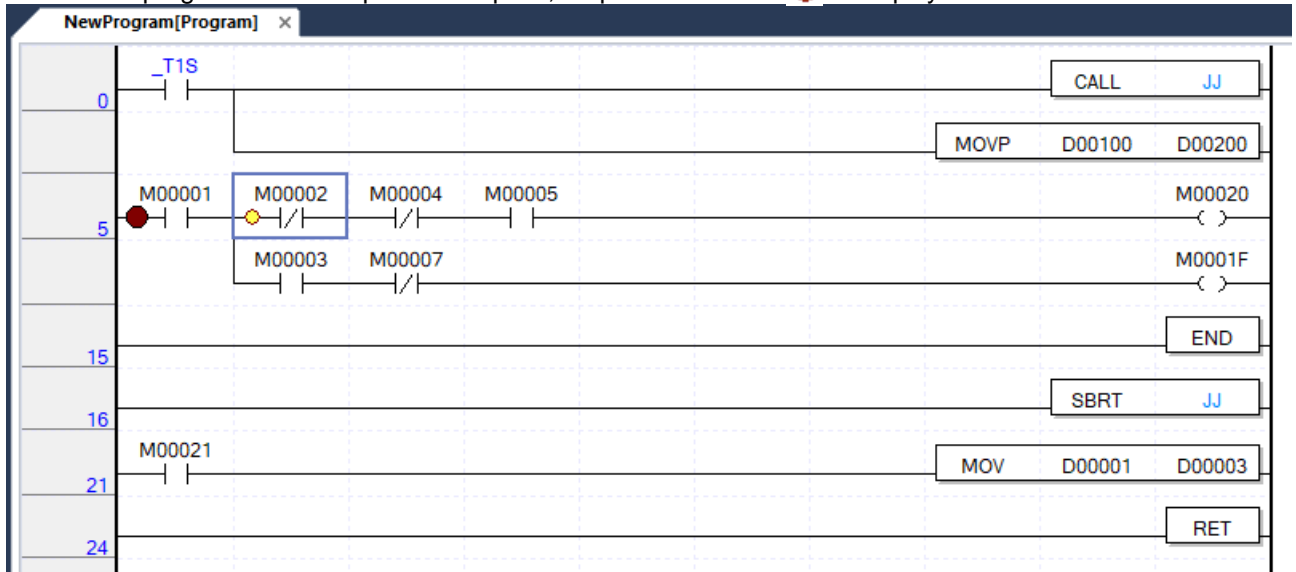 NewProgram[Program] ×
_T1S
0 CALL JJ
MOVP D00100 D00200
M00001 M00002 M00004 M00005 M00020
5
M00003 M00007 M0001F
15 END
16 SBRT JJ
M00021
21 MOV D00001 D00003
24 RET